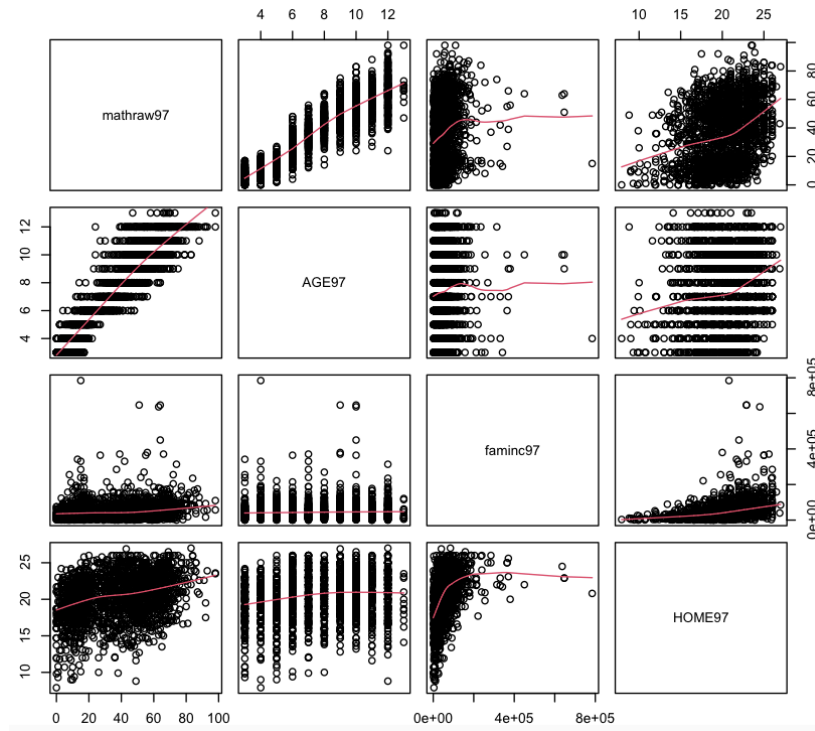 4 6 8 10 12
15 20 25
mathraw97
0 20 40 60 80
4 6 8 10 12
AGE97
faminc97
0e+00 4e+05 8e+05
10 15 20 25
HOME97
0 20 40 60 80 100
0e+00 4e+05 8e+05